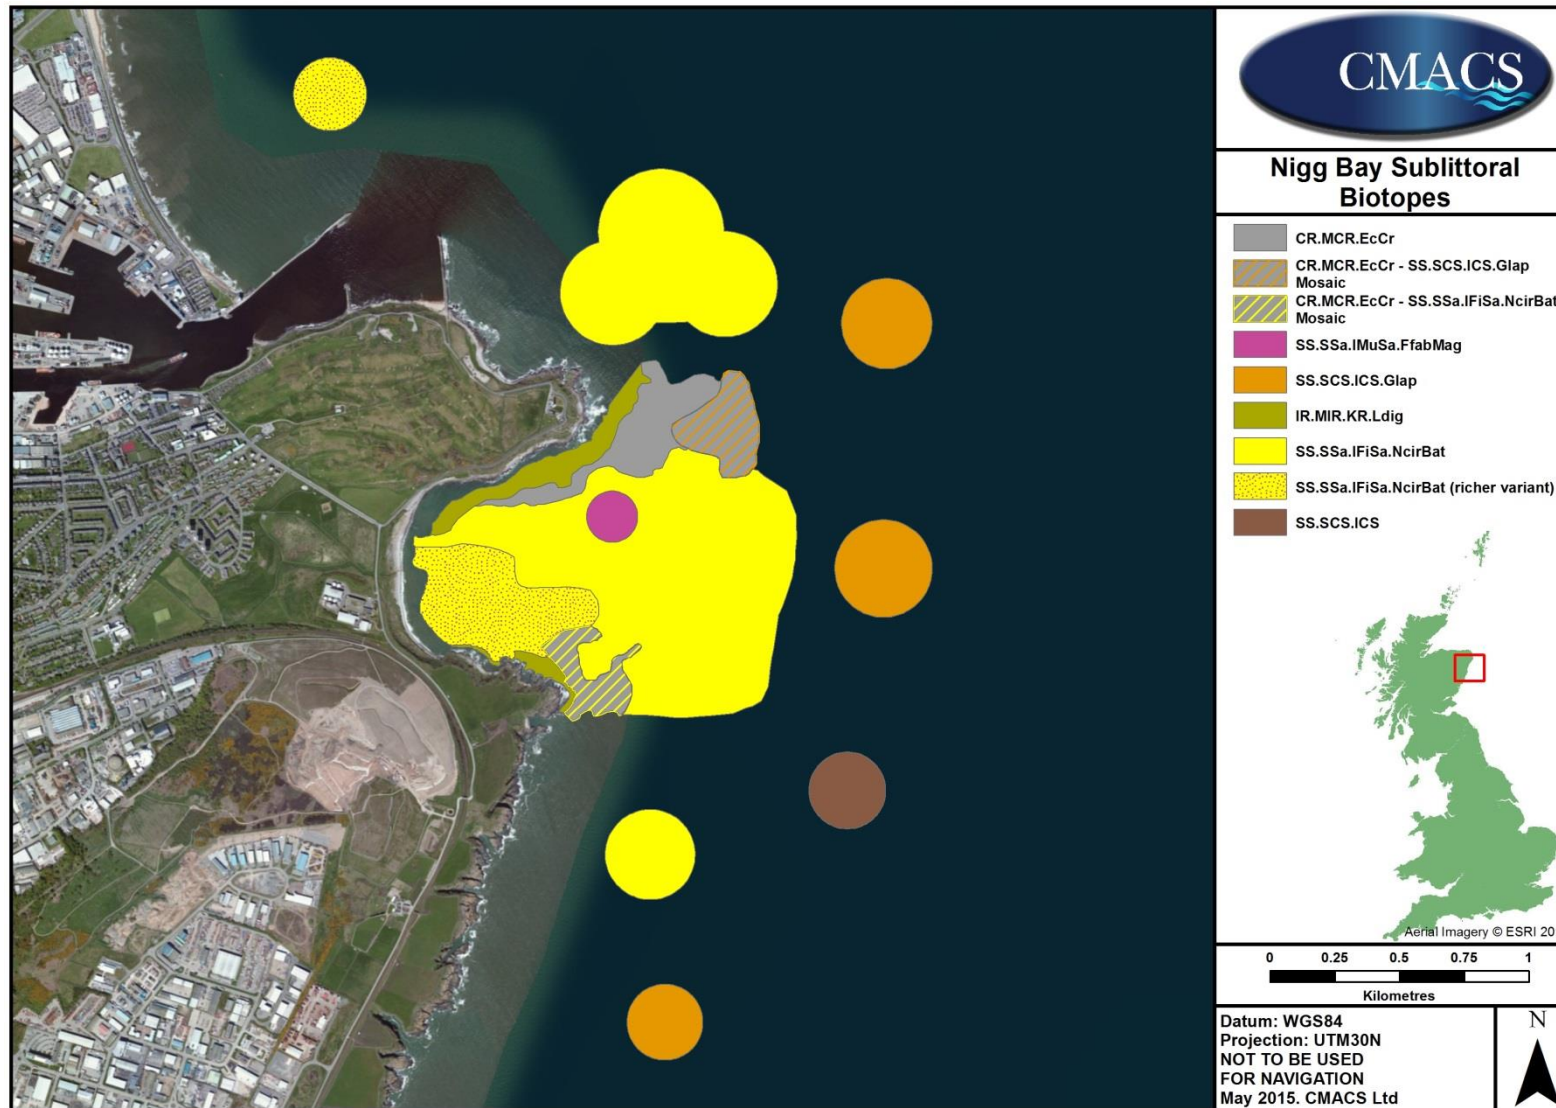 CMACS
Nigg Bay Sublittoral
Biotopes
CR.MCR.EcCr
CR.MCR.EcCr - SS.SCS.ICS.Glap
Mosaic
CR.MCR.EcCr - SS.SSa.IFiSa.NcirBat
Mosaic
SS.SSa.IMuSa.FfabMag
SS.SCS.ICS.Glap
IR.MIR.KR.Ldig
SS.SSa.IFiSa.NcirBat
SS.SSa.IFiSa.NcirBat (richer variant)
SS.SCS.ICS
Aerial Imagery © ESRI 20
0 0.25 0.5 0.75 1
Kilometres
Datum: WGS84
Projection: UTM30N
NOT TO BE USED
FOR NAVIGATION
May 2015. CMACS Ltd
N